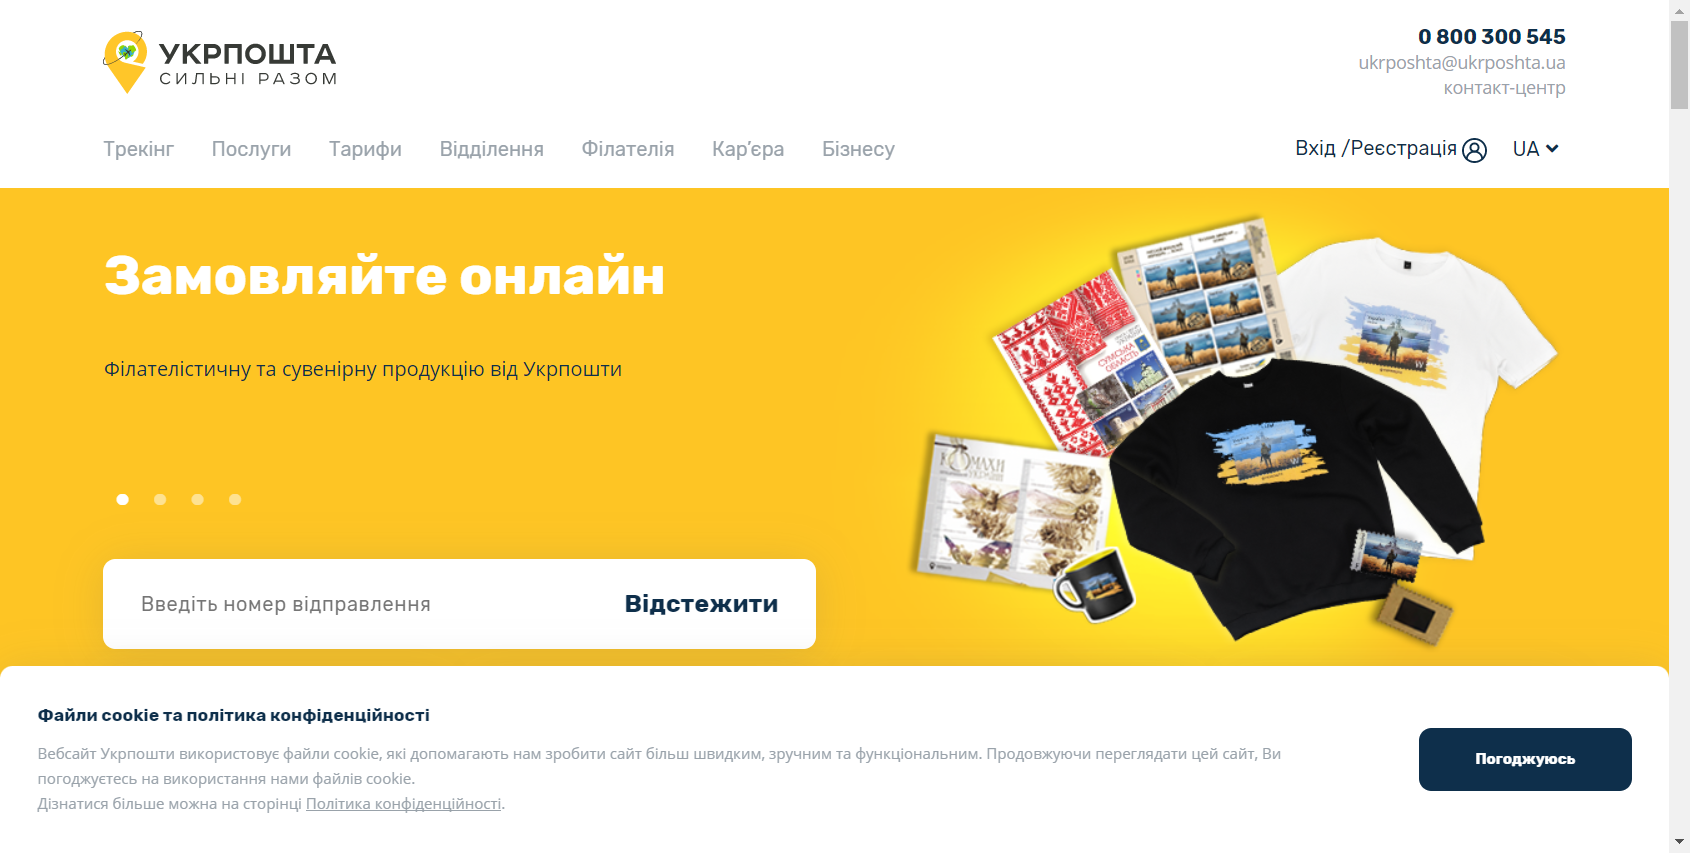 УКРПОШТА
СИЛЬНІ РАЗОМ
0 800 300 545
ukrposhta@ukrposhta.ua
контакт-центр
Трекінг Послуги Тарифи Відділення Філателія Кар’єра Бізнесу
Вхід /Реєстрація UA
Замовляйте онлайн
Філателістичну та сувенірну продукцію від Укрпошти
СУМСЬКА
ОБЛАСТЬ
КОМАХИ
Введіть номер відправлення Відстежити
Файли cookie та політика конфіденційності
Вебсайт Укрпошти використовує файли cookie, які допомагають нам зробити сайт більш швидким, зручним та функціональним. Продовжуючи переглядати цей сайт, Ви
погоджуєтесь на використання нами файлів cookie.
Дізнатися більше можна на сторінці Політика конфіденційності.
Погоджуюсь